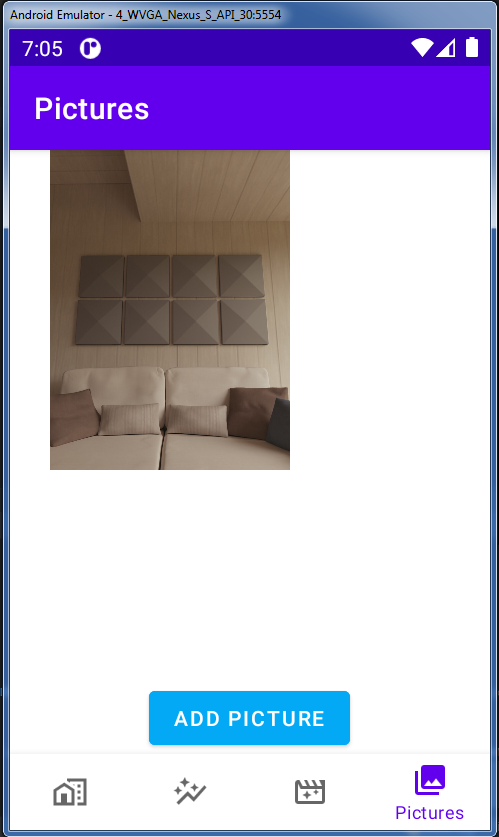 Android Emulator - 4_WVGA_Nexus_S_API_30:5554
7:05
Pictures
ADD PICTURE
Pictures